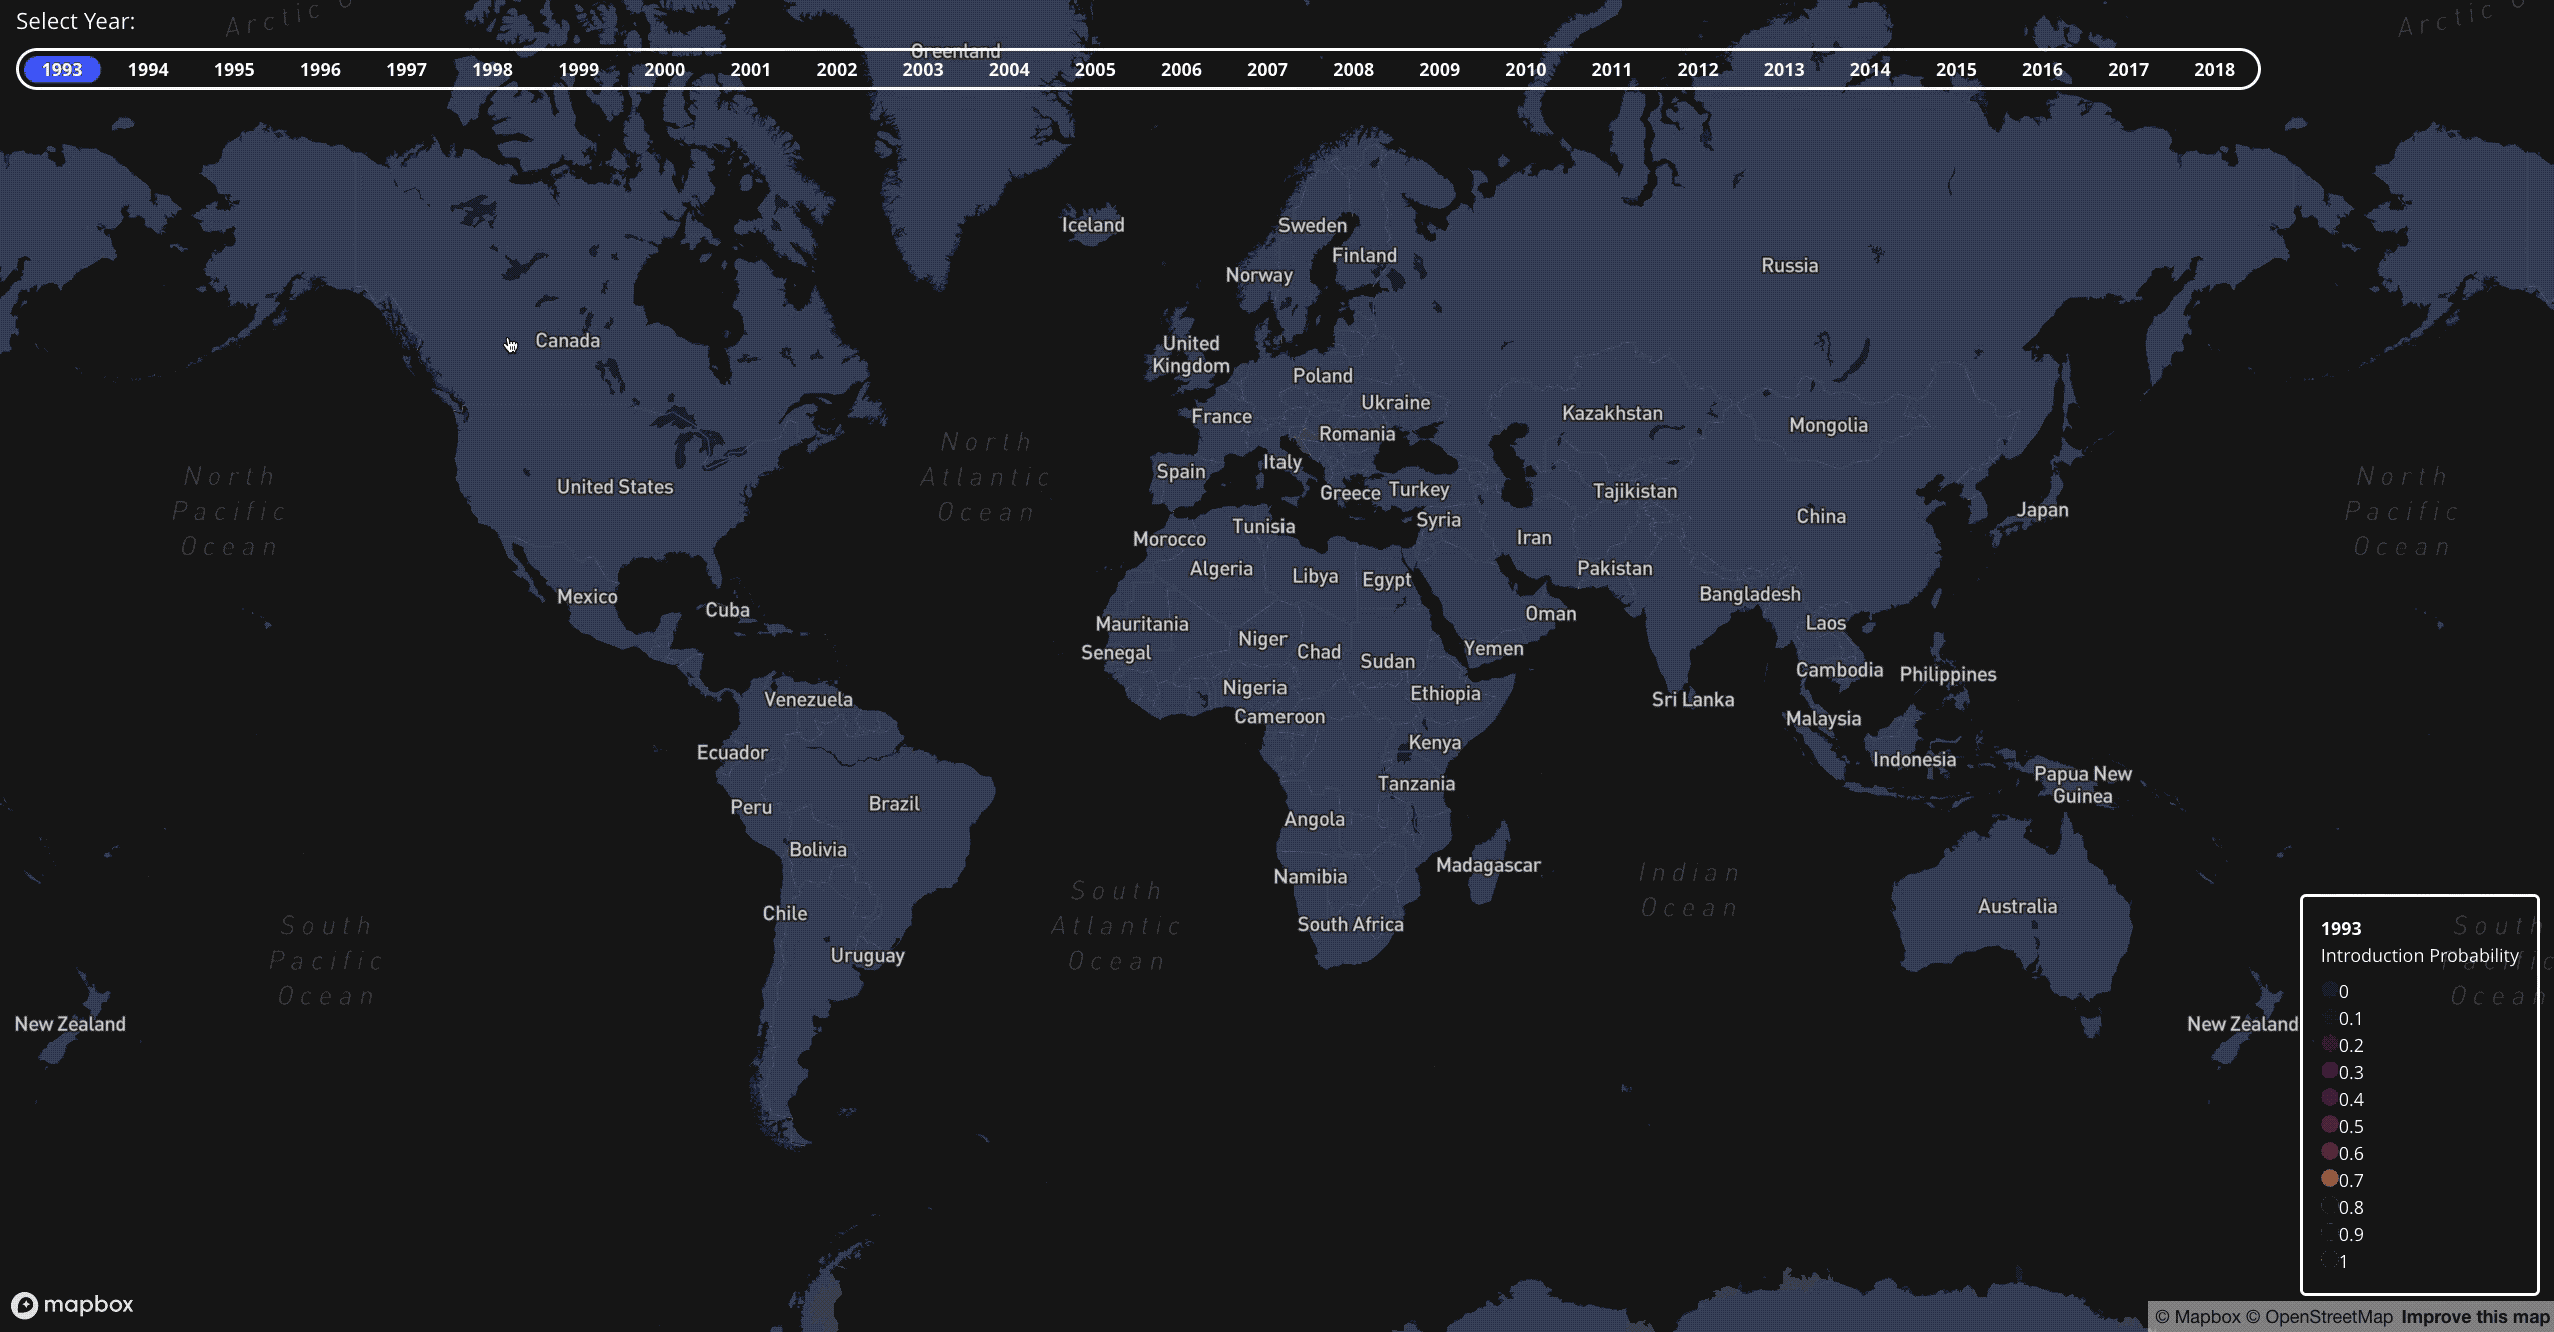 Arctic O
Arctic O
Select Year:
Greenland
1993 1994 1995 1996 1997 1998 1999 2000 2001 2002 2003 2004 2005 2006 2007 2008 2009 2010 2011 2012 2013 2014 2015 2016 2017 2018
Iceland
Sweden
Finland
Norway
Russia
Canada
United
Kingdom
Poland
Ukraine
France
Kazakhstan
Mongolia
Romania
North
Atlantic
Ocean
Italy
Spain
North
Pacific
Ocean
United States
Greece
Turkey
Tajikistan
North
Pacific
Ocean
Japan
China
Syria
Tunisia
Morocco
Iran
Algeria
Libya
Egypt
Pakistan
Bangladesh
Mexico
Cuba
Oman
Mauritania
Laos
Niger
Senegal
Chad
Sudan
Yemen
Cambodia
Philippines
Nigeria
Ethiopia
Venezuela
Sri Lanka
Cameroon
Malaysia
Kenya
Ecuador
Indonesia
Papua New
Guinea
Tanzania
Peru
Brazil
Angola
Bolivia
Madagascar
Namibia
Indian
Ocean
South
Atlantic
Ocean
Chile
Australia
South Africa
South
Pacific
Ocean
Uruguay
New Zealand
New Zealand
South
Pacific
Ocean
1993
Introduction Probability
0
0.1
0.2
0.3
0.4
0.5
0.6
0.7
0.8
0.9
1
mapbox
© Mapbox © OpenStreetMap Improve this map